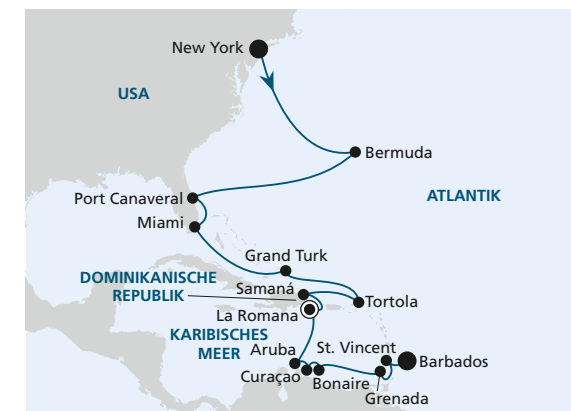 New York
USA
Bermuda
Port Canaveral
ATLANTIK
Miami
Grand Turk
DOMINIKANISCHE
REPUBLIK
Samaná
Tortola
La Romana
KARIBISCHES
MEER
Aruba
St. Vincent
Barbados
Curaçao
Bonaire
Grenada